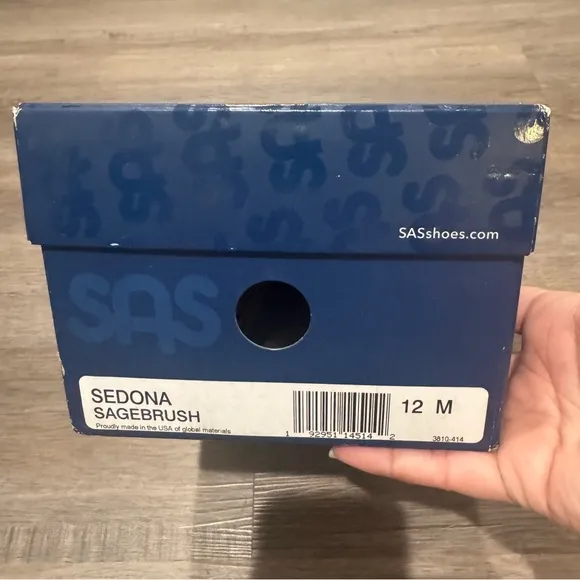 SASshoes.com
SAS
SEDONA
SAGEBRUSH
Proudly made in the USA of global materials
12 M
1 92951 14514 2
3810-414